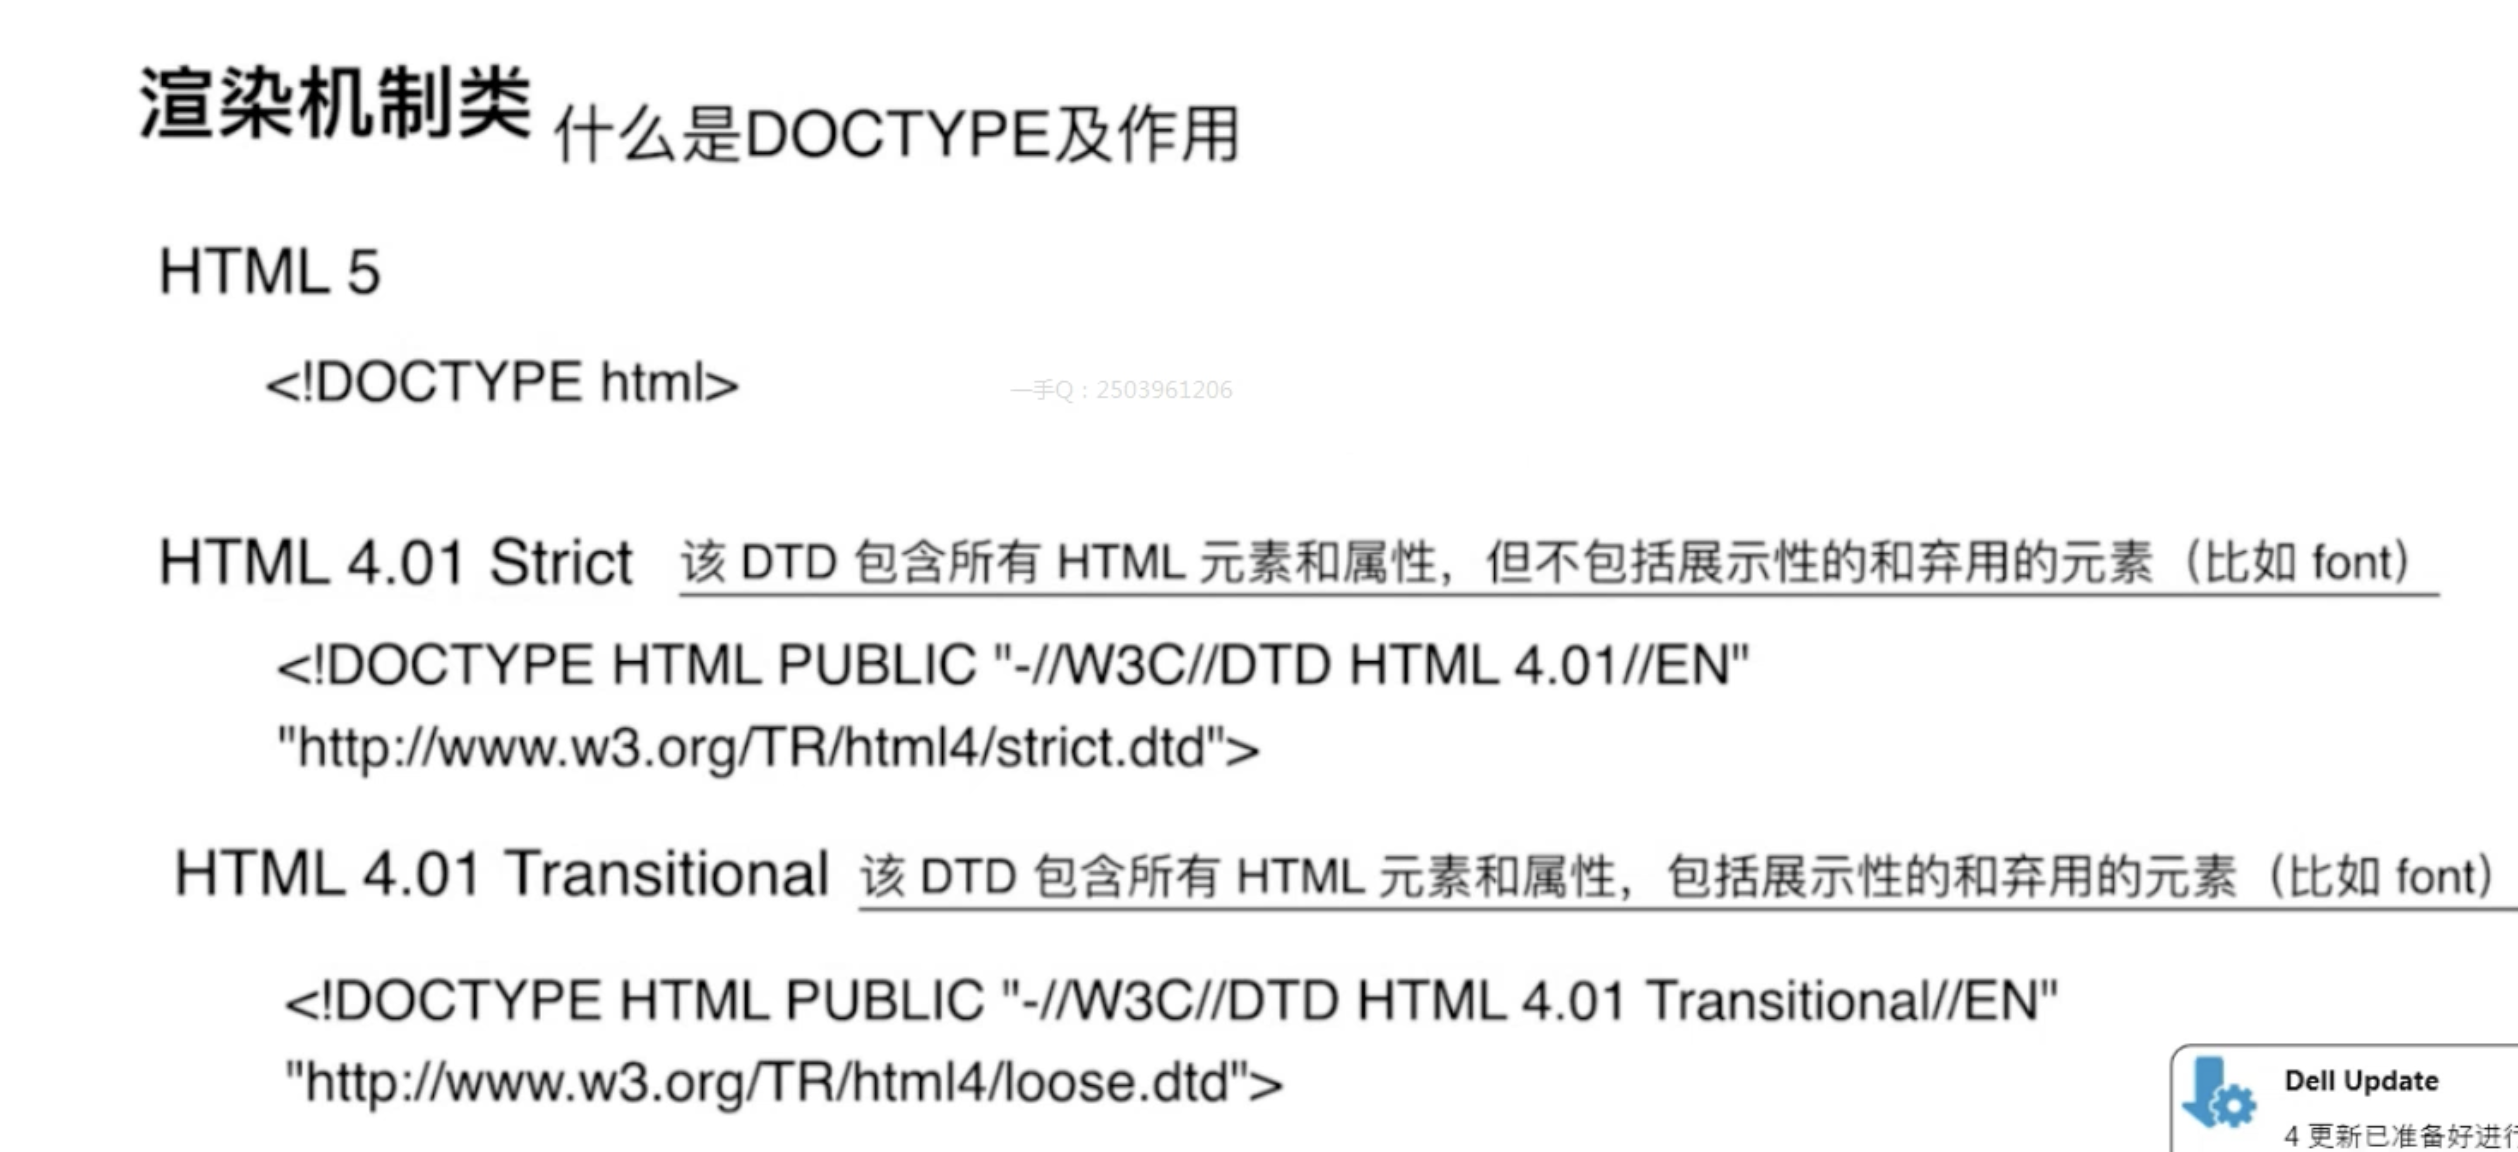 渲染机制类 什么是DOCTYPE及作用
HTML 5
<!DOCTYPE html>
一手Q：2503961206
HTML 4.01 Strict 该 DTD 包含所有 HTML 元素和属性，但不包括展示性的和弃用的元素（比如 font）
<!DOCTYPE HTML PUBLIC "-//W3C//DTD HTML 4.01//EN"
"http://www.w3.org/TR/html4/strict.dtd">
HTML 4.01 Transitional 该 DTD 包含所有 HTML 元素和属性，包括展示性的和弃用的元素（比如 font）
<!DOCTYPE HTML PUBLIC "-//W3C//DTD HTML 4.01 Transitional//EN"
"http://www.w3.org/TR/html4/loose.dtd">
Dell Update
4 更新已准备好进行